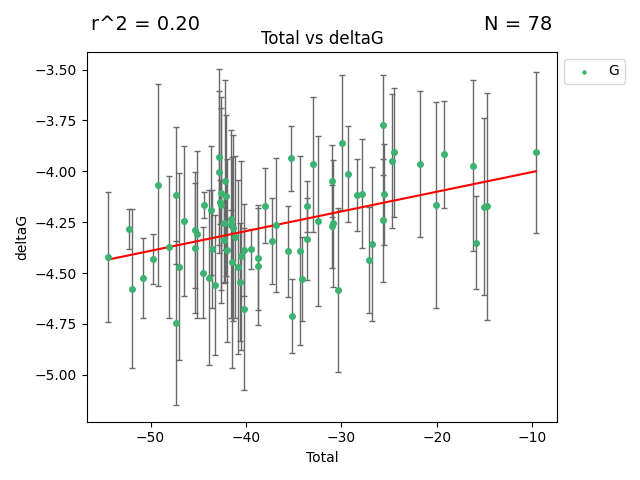 r^2 = 0.20
N = 78
Total vs deltaG
G
−3.50
−3.75
−4.00
−4.25
−4.50
−4.75
−5.00
deltaG
−50
−40
−30
−20
−10
Total